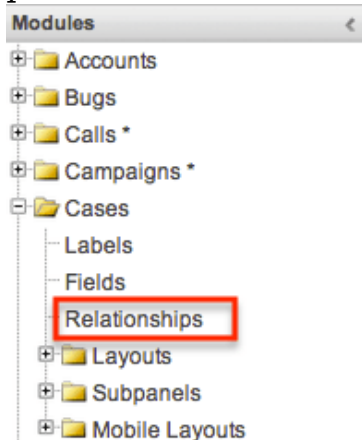 Modules
Accounts
Bugs
Calls *
Campaigns *
Cases
Labels
Fields
Relationships
Layouts
Subpanels
Mobile Layouts